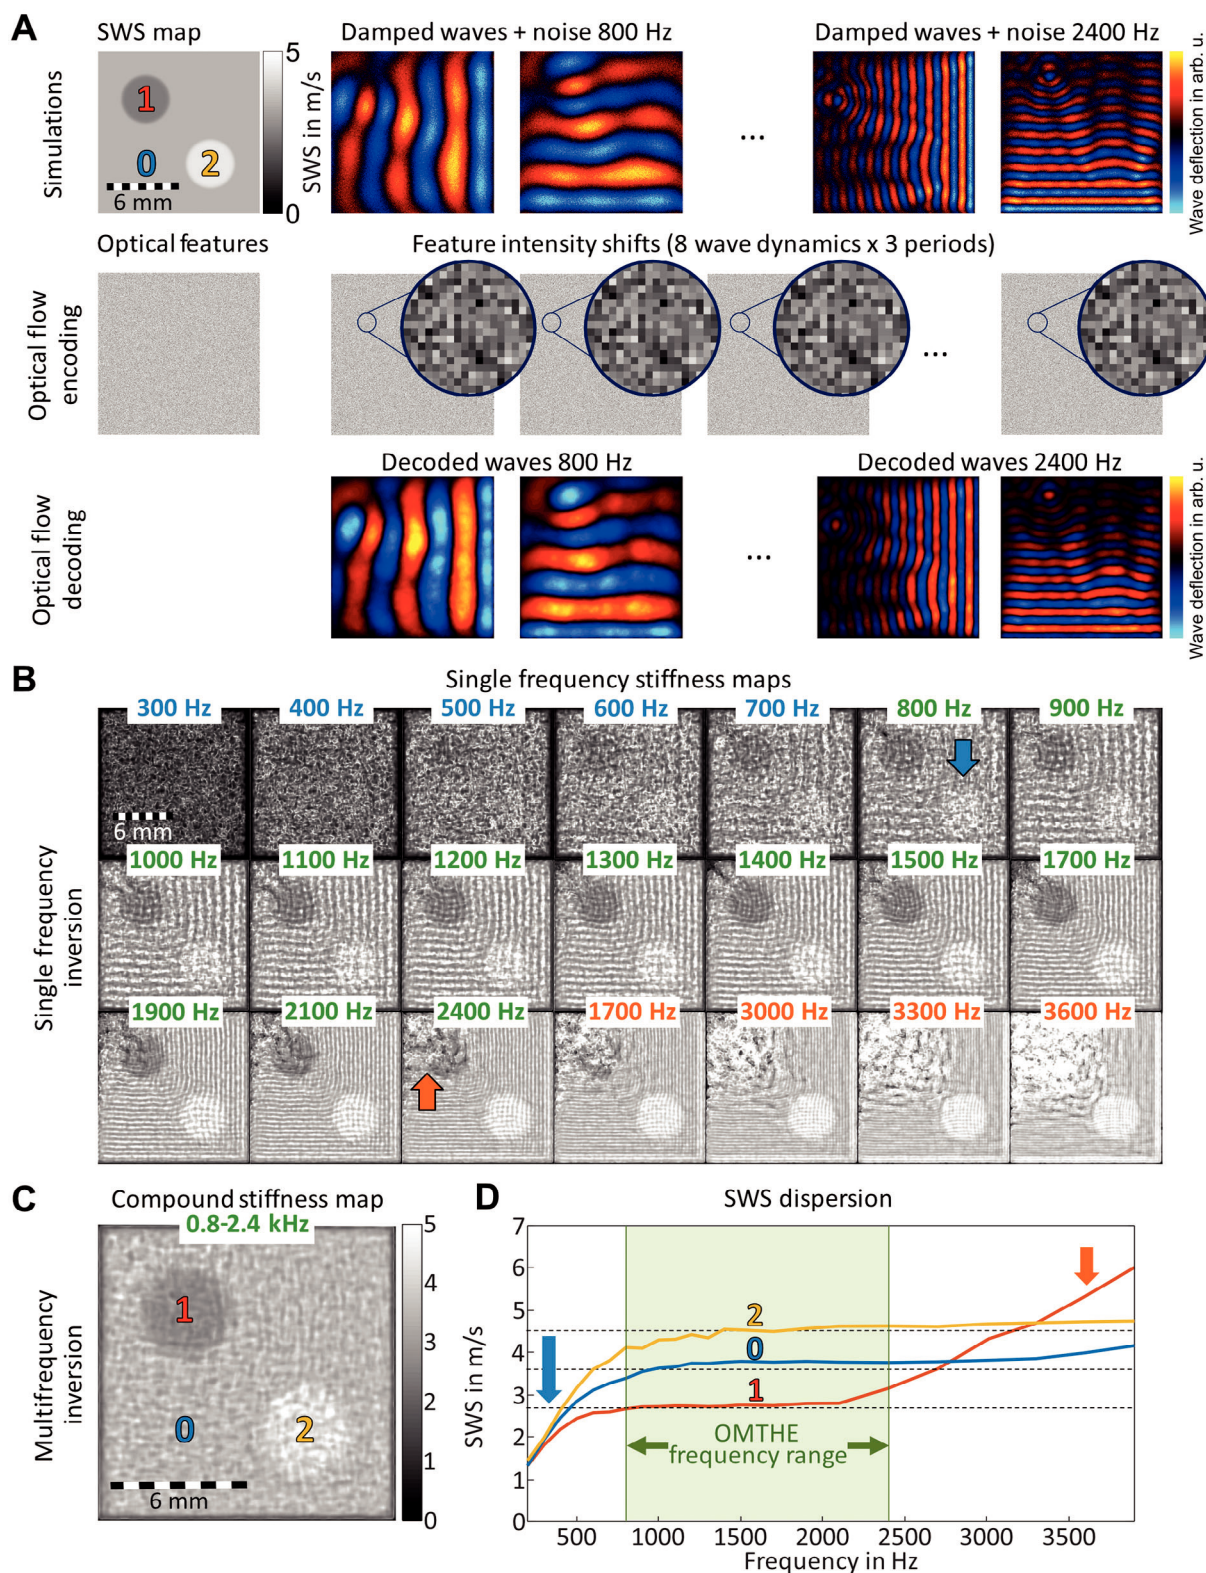 A
SWS map
Damped waves + noise 800 Hz
Damped waves + noise 2400 Hz
Simulations
1
0
2
6 mm
5
0
SWS in m/s
...
Wave deflection in arb. u.
Optical features
Feature intensity shifts (8 wave dynamics x 3 periods)
Optical flow
encoding
...
Decoded waves 800 Hz
Decoded waves 2400 Hz
Optical flow
decoding
...
Wave deflection in arb. u.
B
Single frequency stiffness maps
Single frequency
inversion
300 Hz 400 Hz 500 Hz 600 Hz 700 Hz 800 Hz 900 Hz
6 mm
1000 Hz 1100 Hz 1200 Hz 1300 Hz 1400 Hz 1500 Hz 1700 Hz
1900 Hz 2100 Hz 2400 Hz 1700 Hz 3000 Hz 3300 Hz 3600 Hz
C
Compound stiffness map
0.8-2.4 kHz
Multifrequency
inversion
1
0
2
6 mm
5
4
3
2
1
0
D
SWS dispersion
SWS in m/s
7
6
5
4
3
2
1
0
2
0
1
OMTHE
frequency range
500 1000 1500 2000 2500 3000 3500
Frequency in Hz